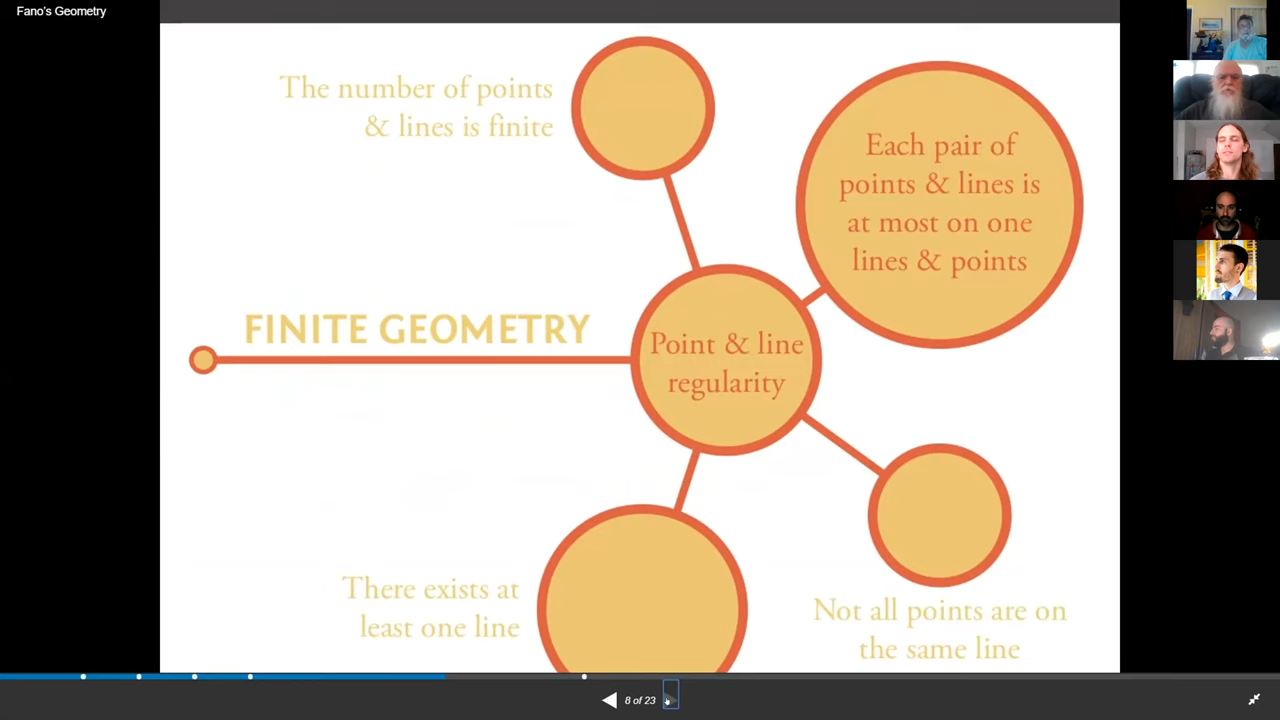 Fano's Geometry
The number of points
& lines is finite
Each pair of
points & lines is
at most on one
lines & points
FINITE GEOMETRY
Point & line
regularity
There exists at
least one line
Not all points are on
the same line
8 of 23